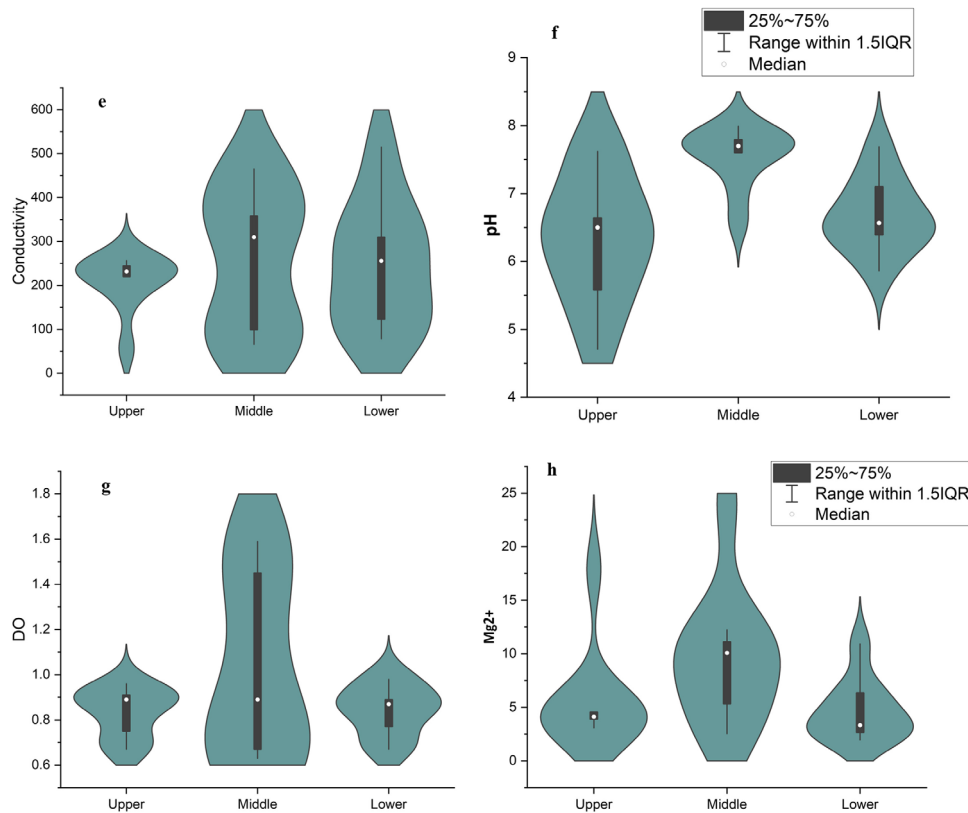 e
600
500
400
300
200
100
0
Conductivity
Upper Middle Lower
f
25%~75%
Range within 1.5IQR
Median
9
8
7
6
5
4
pH
Upper Middle Lower
g
1.8
1.6
1.4
1.2
1.0
0.8
0.6
DO
Upper Middle Lower
h
25%~75%
Range within 1.5IQR
Median
25
20
15
10
5
0
Mg2+
Upper Middle Lower